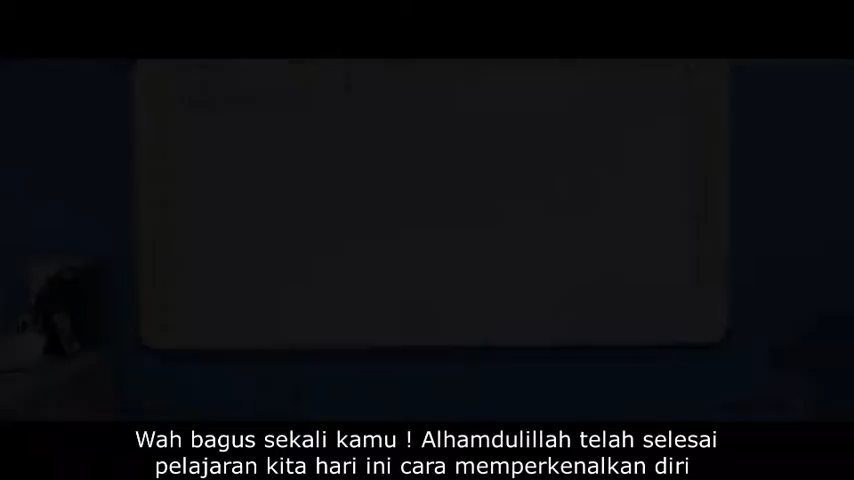 Wah bagus sekali kamu ! Alhamdulillah telah selesai
pelajaran kita hari ini cara memperkenalkan diri